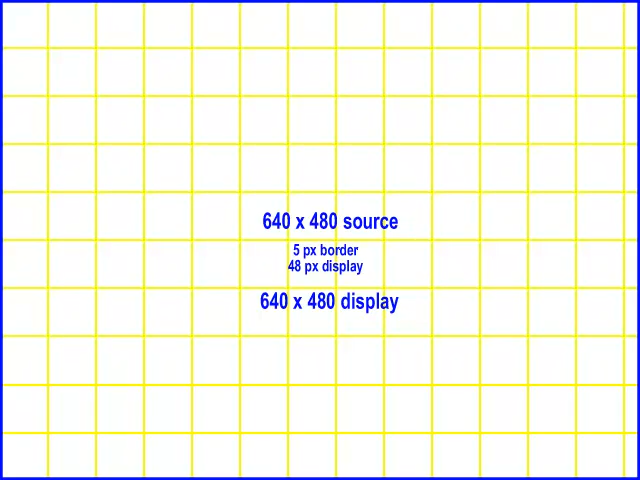 640 x 480 source
5 px border
48 px display
640 x 480 display